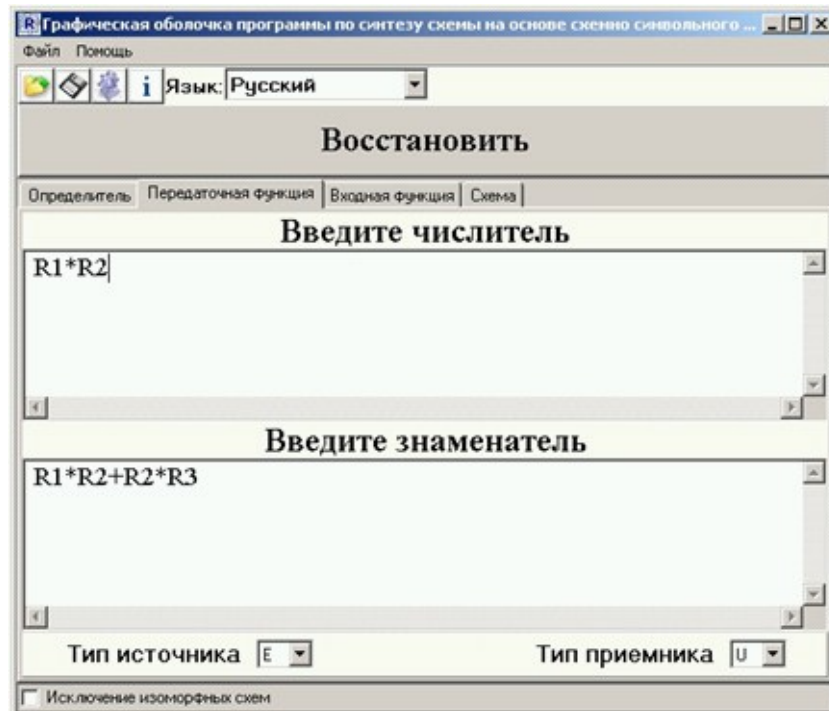 R Графическая оболочка программы по синтезу схемы на основе схемно символьного ...
Файл Помощь
i Язык: Русский
Восстановить
Определитель Передаточная функция Входная функция Схема
Введите числитель
R1*R2
Введите знаменатель
R1*R2+R2*R3
Тип источника E Тип приемника U
Исключение изоморфных схем